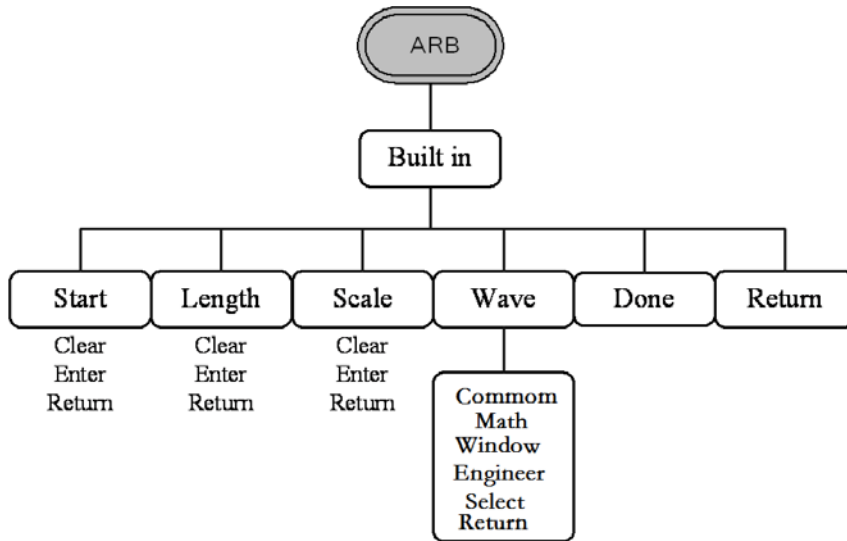 ARB
Built in
Start Length Scale Wave Done Return
Clear Clear Clear
Enter Enter Enter
Return Return Return
Commom
Math
Window
Engineer
Select
Return